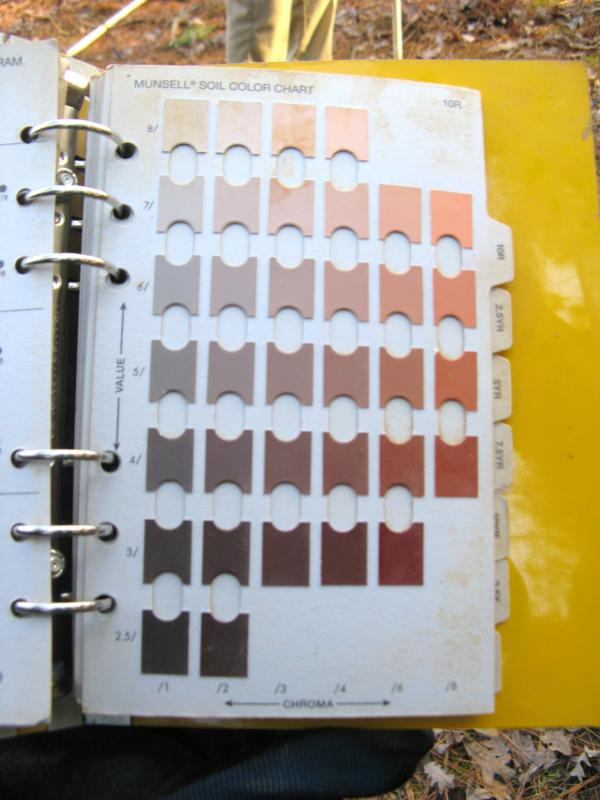 RAM
MUNSELL® SOIL COLOR CHART
10R
8/
7/
6/
5/
4/
3/
2.5/
VALUE
/1 /2 /3 /4 /6 /8
CHROMA
10R
2.5YR
5YR
7.5YR